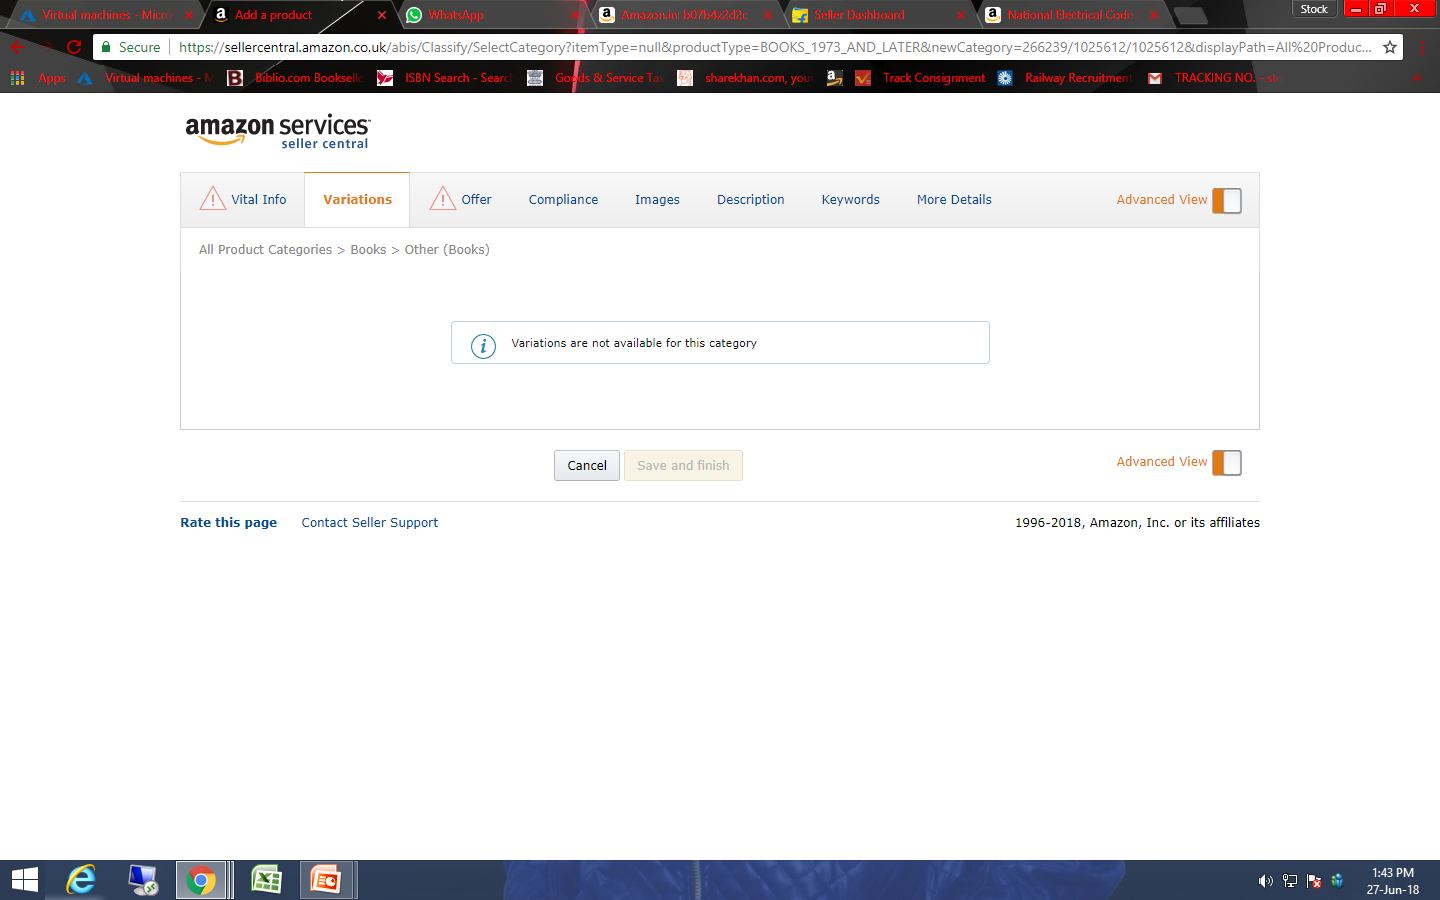 Virtual machines - Micros
Add a product
WhatsApp
Amazon.in: b07b4z2d2c
Seller Dashboard
National Electrical Code
Stock
Secure
https://sellercentral.amazon.co.uk/abis/Classify/SelectCategory?itemType=null&productType=BOOKS_1973_AND_LATER&newCategory=266239/1025612/1025612&displayPath=All%20Produc...
Apps
Virtual machines - M
Biblio.com Bookselle
ISBN Search - Search
Goods & Service Tax
sharekhan.com, your
Track Consignment
Railway Recruitment
TRACKING NO. -
amazon services
seller central
Vital Info
Variations
Offer
Compliance
Images
Description
Keywords
More Details
Advanced View
All Product Categories > Books > Other (Books)
Variations are not available for this category
Cancel
Save and finish
Advanced View
Rate this page
Contact Seller Support
1996-2018, Amazon, Inc. or its affiliates
1:43 PM
27-Jun-18